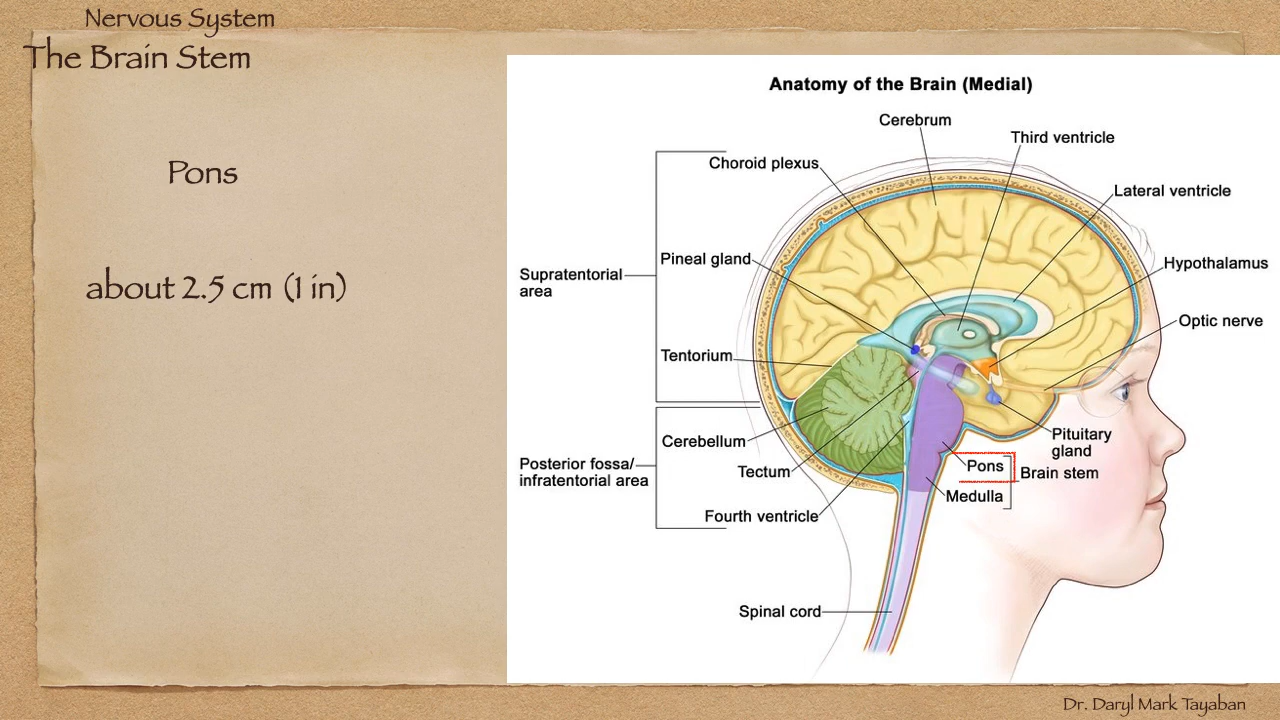 Nervous System
The Brain Stem
Pons
about 2.5 cm (1 in)
Anatomy of the Brain (Medial)
Cerebrum
Third ventricle
Choroid plexus
Lateral ventricle
Pineal gland
Hypothalamus
Supratentorial
area
Optic nerve
Tentorium
Cerebellum
Pituitary
gland
Posterior fossa/
infratentorial area
Tectum
Pons
Brain stem
Medulla
Fourth ventricle
Spinal cord
Dr. Daryl Mark Tayaban